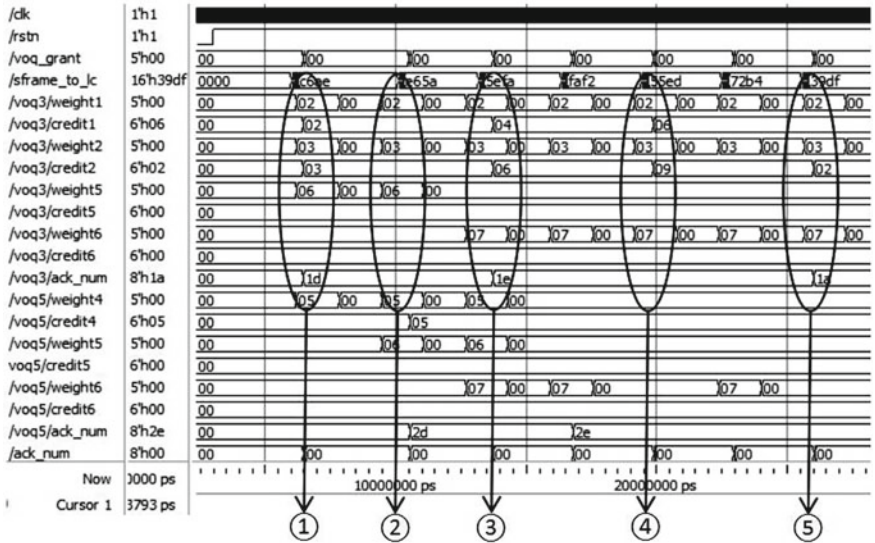 /clk 1'h1
/rstn 1'h1
/voq_grant 5'h00 00 00 00 00 00 00 00 00
/sframe_to_lc 16'h39df 0000 c6ae e65a 5efa faf2 35ed 72b4 39df
/voq3/weight1 5'h00 00 02 00 02 00 02 00 02 00 02 00 02 00 02 00
/voq3/credit1 6'h06 00 02 04 06
/voq3/weight2 5'h00 00 03 00 03 00 03 00 03 00 03 00 03 00 03 00
/voq3/credit2 6'h02 00 03 06 09 02
/voq3/weight5 5'h00 00 06 00 06 00
/voq3/credit5 6'h00 00
/voq3/weight6 5'h00 00 07 00 07 00 07 00 07 00 07 00
/voq3/credit6 6'h00 00
/voq3/ack_num 8'h1a 00 1d 1e 1a
/voq5/weight4 5'h00 00 05 00 05 00 05 00
/voq5/credit4 6'h05 00 05
/voq5/weight5 5'h00 00 06 00 06 00
voq5/credit5 6'h00 00
/voq5/weight6 5'h00 00 07 00 07 00 07 00
/voq5/credit6 6'h00 00
/voq5/ack_num 8'h2e 00 2d 2e
/ack_num 8'h00 00 00 00 00 00 00 00 00
Now 0000 ps 10000000 ps 20000000 ps
Cursor 1 3793 ps
1 2 3 4 5